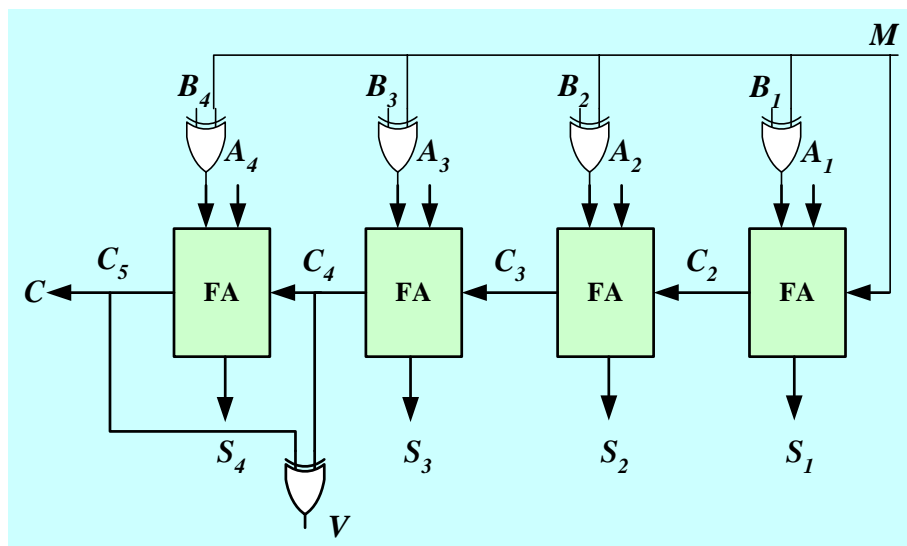 M
B4 B3 B2 B1
A4 A3 A2 A1
C5 C4 C3 C2
C FA FA FA FA
S4 S3 S2 S1
V